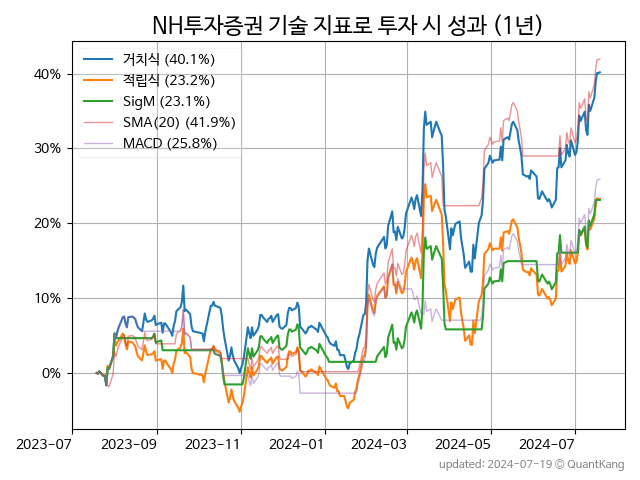 NH투자증권 기술 지표로 투자 시 성과 (1년)
거치식 (40.1%)
적립식 (23.2%)
SigM (23.1%)
SMA(20) (41.9%)
MACD (25.8%)
40%
30%
20%
10%
0%
2023-07 2023-09 2023-11 2024-01 2024-03 2024-05 2024-07
updated: 2024-07-19 © QuantKang